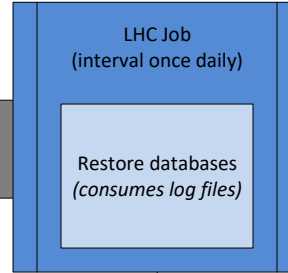 LHC Job
(interval once daily)
Restore databases
(consumes log files)